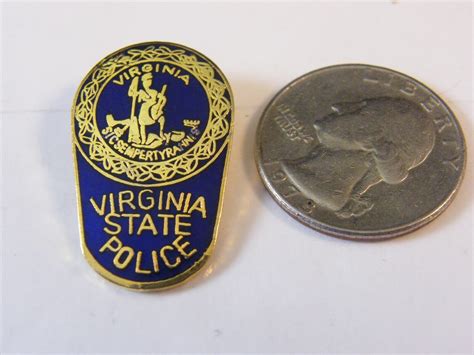 VIRGINIA
SIC SEMPER TYRANNIS
VIRGINIA
STATE
POLICE
LIBERTY